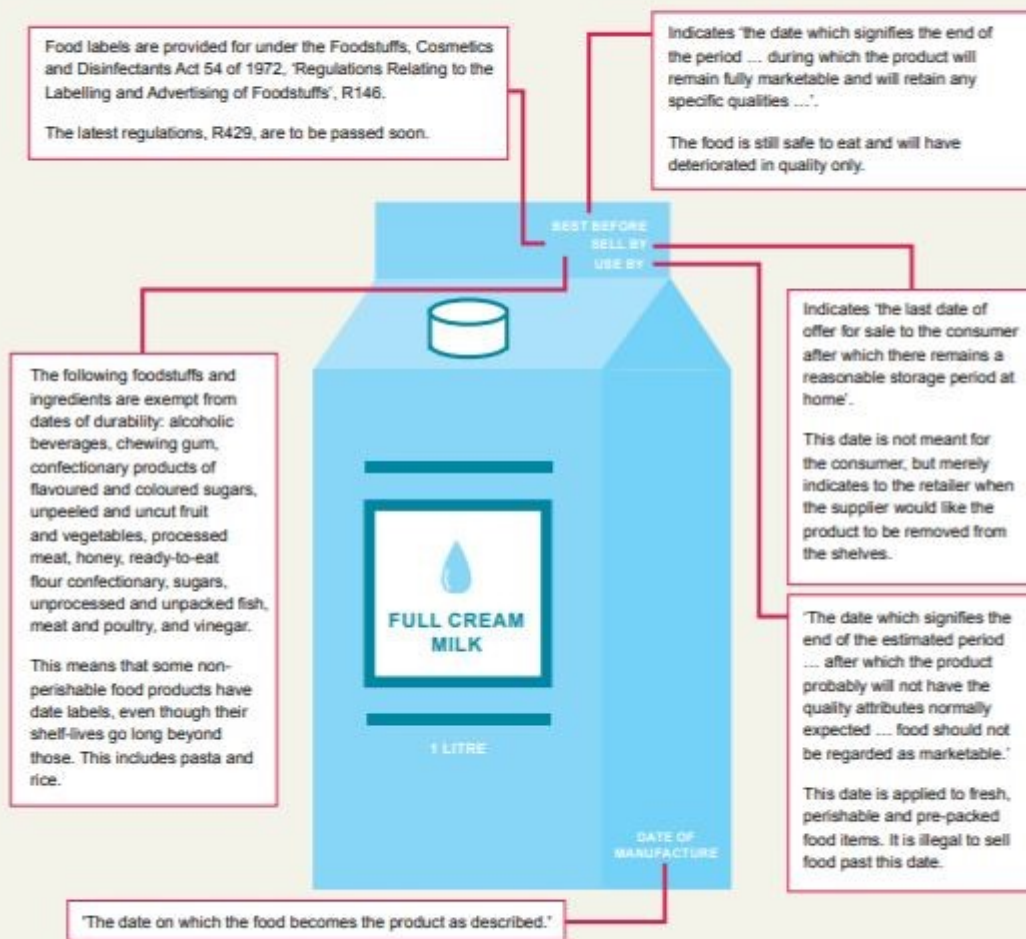 Food labels are provided for under the Foodstuffs, Cosmetics
and Disinfectants Act 54 of 1972, 'Regulations Relating to the
Labelling and Advertising of Foodstuffs', R146.
The latest regulations, R429, are to be passed soon.
Indicates 'the date which signifies the end of
the period ... during which the product will
remain fully marketable and will retain any
specific qualities ...'.
The food is still safe to eat and will have
deteriorated in quality only.
BEST BEFORE
SELL BY
USE BY
Indicates 'the last date of
offer for sale to the consumer
after which there remains a
reasonable storage period at
home'.
This date is not meant for
the consumer, but merely
indicates to the retailer when
the supplier would like the
product to be removed from
the shelves.
The following foodstuffs and
ingredients are exempt from
dates of durability: alcoholic
beverages, chewing gum,
confectionary products of
flavoured and coloured sugars,
unpeeled and uncut fruit
and vegetables, processed
meat, honey, ready-to-eat
flour confectionary, sugars,
unprocessed and unpacked fish,
meat and poultry, and vinegar.
This means that some non-
perishable food products have
date labels, even though their
shelf-lives go long beyond
those. This includes pasta and
rice.
FULL CREAM
MILK
1 LITRE
'The date which signifies the
end of the estimated period
... after which the product
probably will not have the
quality attributes normally
expected ... food should not
be regarded as marketable.'
This date is applied to fresh,
perishable and pre-packed
food items. It is illegal to sell
food past this date.
DATE OF
MANUFACTURE
'The date on which the food becomes the product as described.'